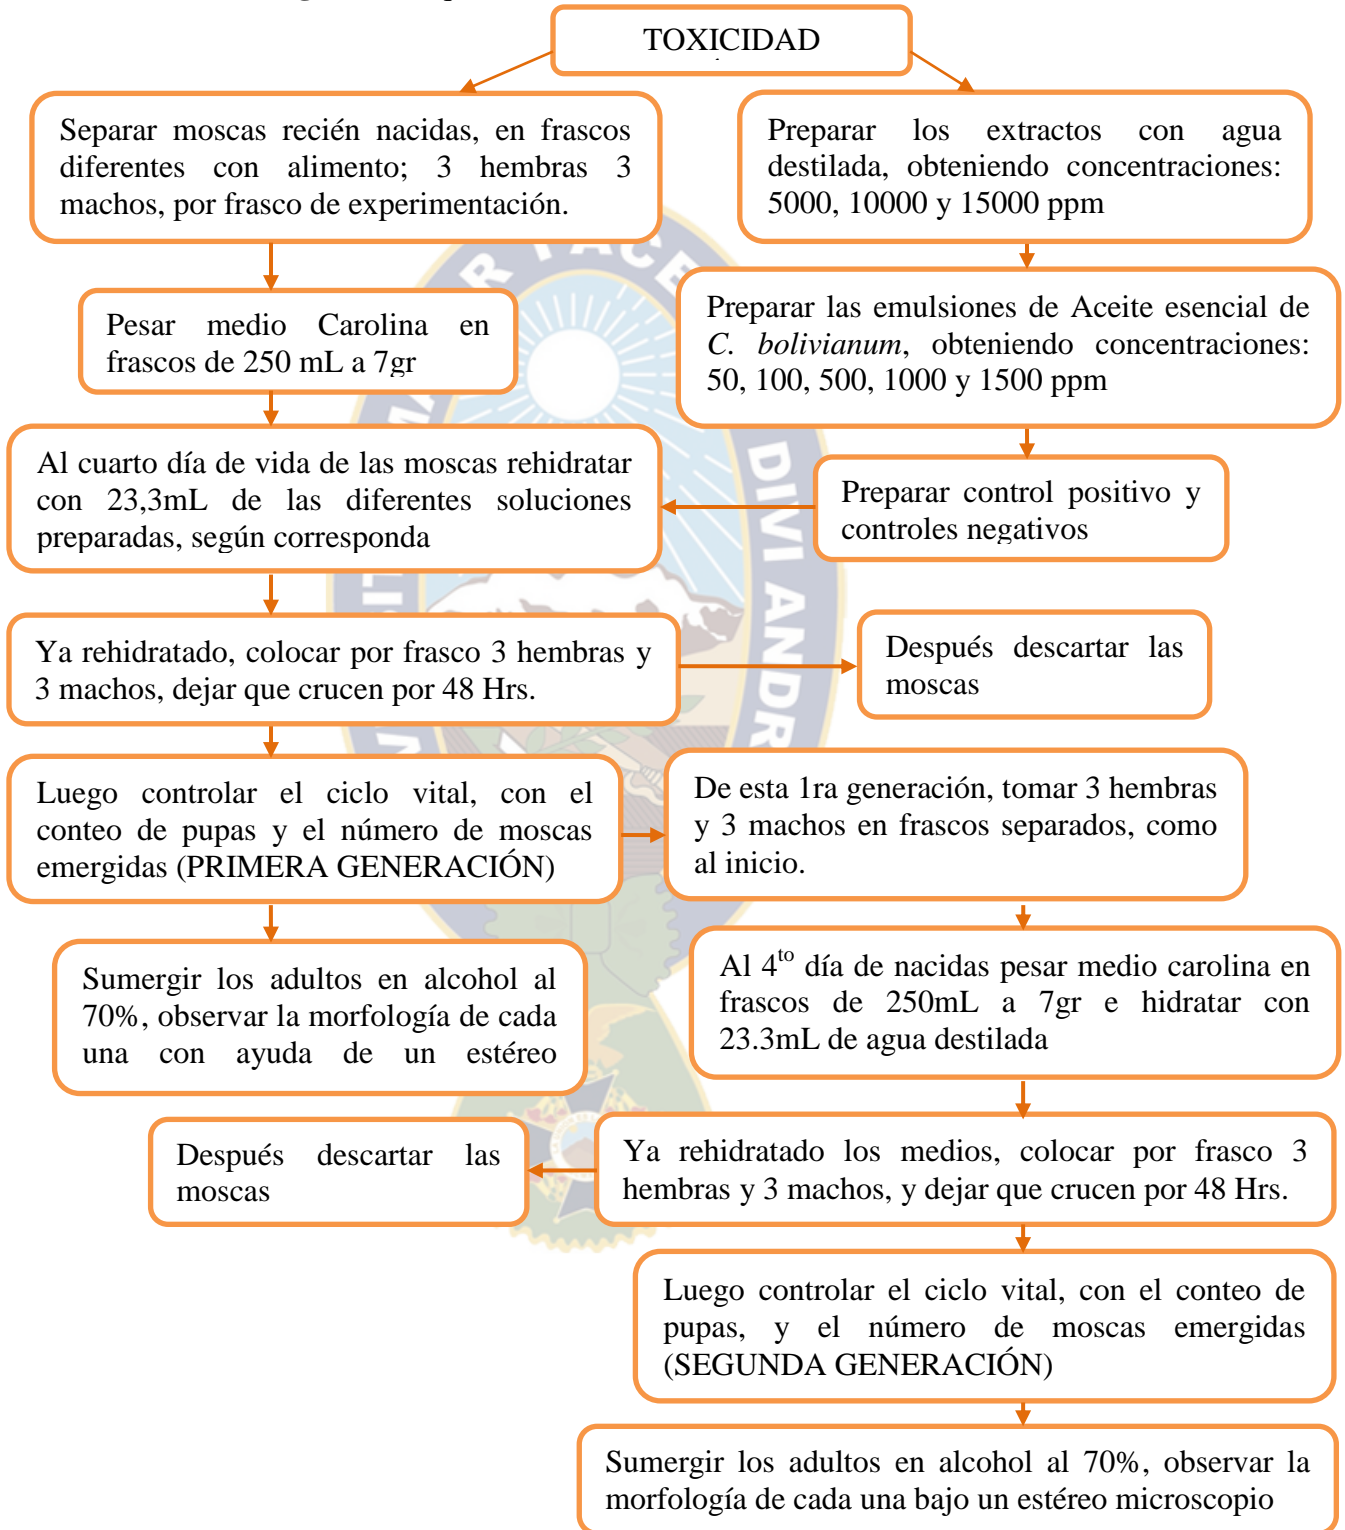 TOXICIDAD
Separar moscas recién nacidas, en frascos
diferentes con alimento; 3 hembras 3
machos, por frasco de experimentación.
Preparar los extractos con agua
destilada, obteniendo concentraciones:
5000, 10000 y 15000 ppm
Pesar medio Carolina en
frascos de 250 mL a 7gr
Preparar las emulsiones de Aceite esencial de
C. bolivianum, obteniendo concentraciones:
50, 100, 500, 1000 y 1500 ppm
Al cuarto día de vida de las moscas rehidratar
con 23,3mL de las diferentes soluciones
preparadas, según corresponda
Preparar control positivo y
controles negativos
Ya rehidratado, colocar por frasco 3 hembras y
3 machos, dejar que crucen por 48 Hrs.
Después descartar las
moscas
Luego controlar el ciclo vital, con el
conteo de pupas y el número de moscas
emergidas (PRIMERA GENERACIÓN)
De esta 1ra generación, tomar 3 hembras
y 3 machos en frascos separados, como
al inicio.
Sumergir los adultos en alcohol al
70%, observar la morfología de cada
una con ayuda de un estéreo
Al 4to día de nacidas pesar medio carolina en
frascos de 250mL a 7gr e hidratar con
23.3mL de agua destilada
Después descartar las
moscas
Ya rehidratado los medios, colocar por frasco 3
hembras y 3 machos, y dejar que crucen por 48 Hrs.
Luego controlar el ciclo vital, con el conteo de
pupas, y el número de moscas emergidas
(SEGUNDA GENERACIÓN)
Sumergir los adultos en alcohol al 70%, observar la
morfología de cada una bajo un estéreo microscopio
DIVI ANDR